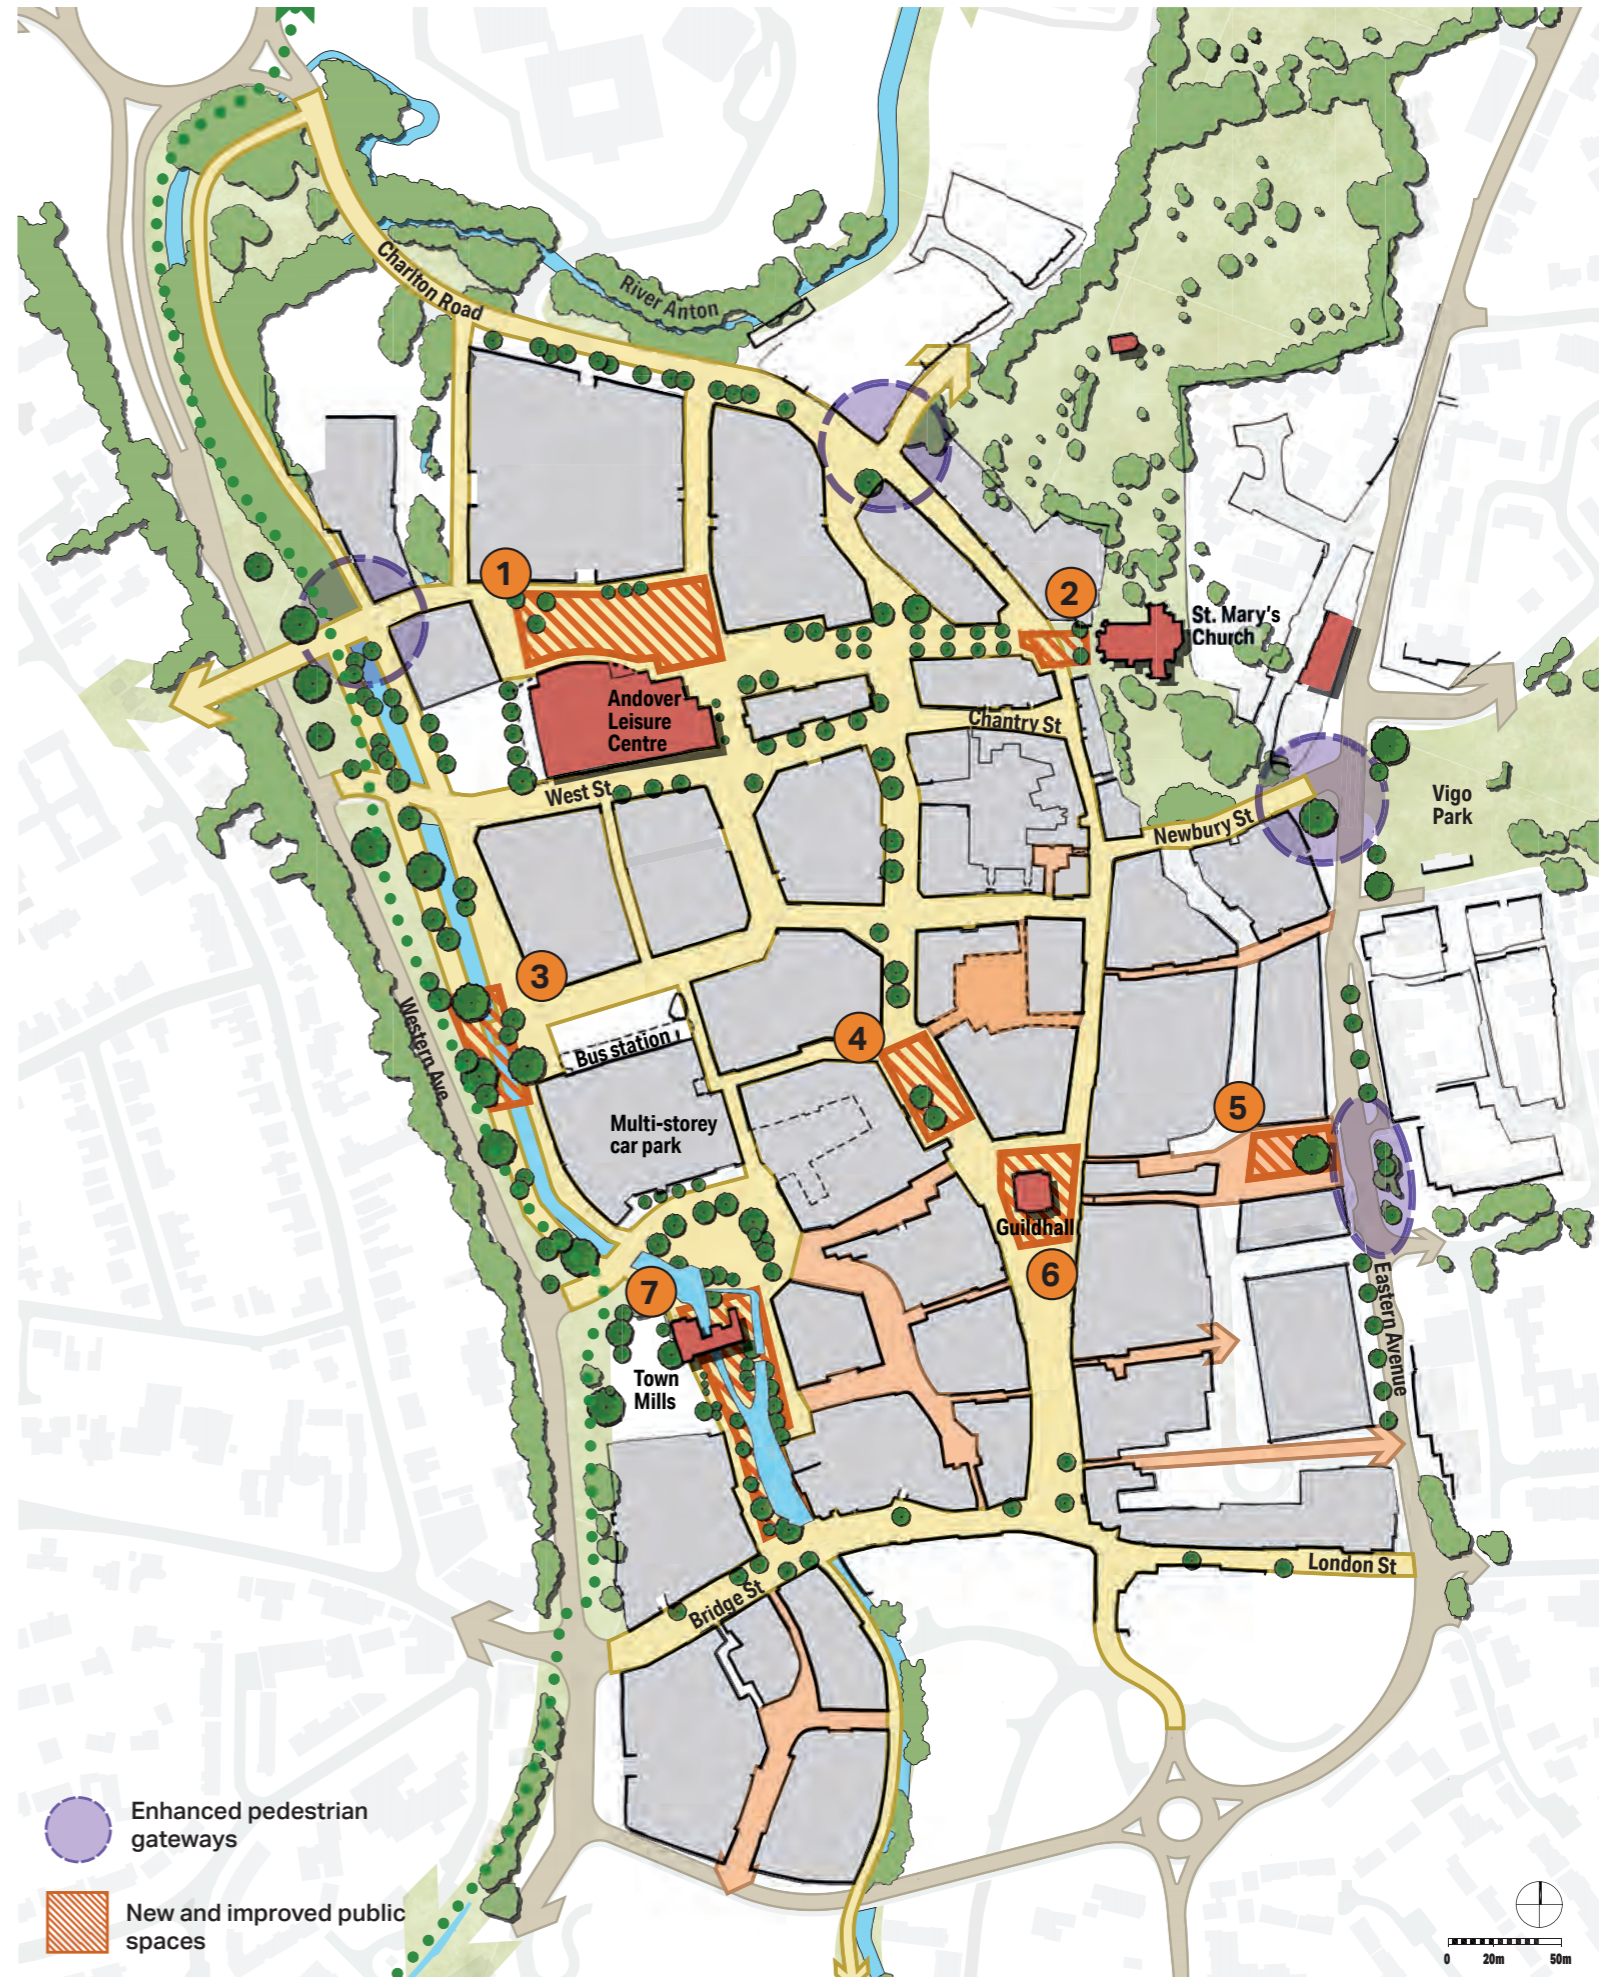 Charlton Road
River Anton
1
2
St. Mary's
Church
Andover
Leisure
Centre
Chantry St
West St
Newbury St
Vigo
Park
3
Western Ave
Bus station
4
Multi-storey
car park
5
Guildhall
6
7
Eastern Avenue
Town
Mills
London St
Bridge St
Enhanced pedestrian
gateways
New and improved public
spaces
0 20m 50m